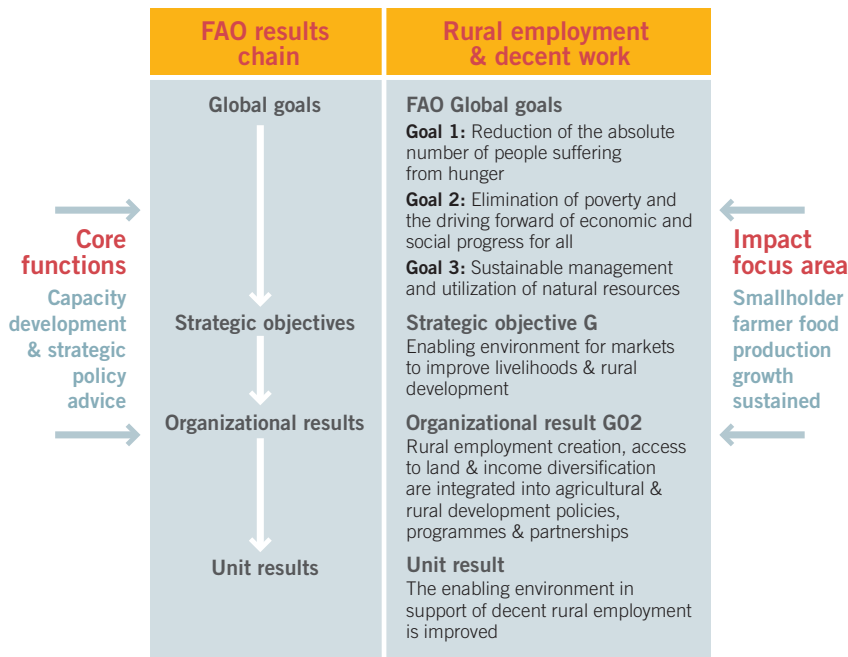 FAO results
chain
Rural employment
& decent work
Core
functions
Capacity
development
& strategic
policy
advice
Global goals
Strategic objectives
Organizational results
Unit results
FAO Global goals
Goal 1: Reduction of the absolute
number of people suffering
from hunger
Goal 2: Elimination of poverty and
the driving forward of economic and
social progress for all
Goal 3: Sustainable management
and utilization of natural resources
Strategic objective G
Enabling environment for markets
to improve livelihoods & rural
development
Organizational result G02
Rural employment creation, access
to land & income diversification
are integrated into agricultural &
rural development policies,
programmes & partnerships
Unit result
The enabling environment in
support of decent rural employment
is improved
Impact
focus area
Smallholder
farmer food
production
growth
sustained